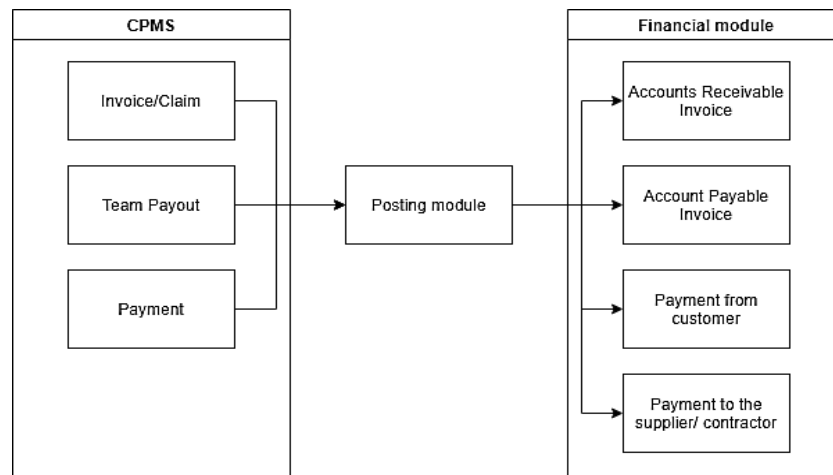 CPMS
Invoice/Claim
Team Payout
Payment
Posting module
Financial module
Accounts Receivable
Invoice
Account Payable
Invoice
Payment from
customer
Payment to the
supplier/ contractor